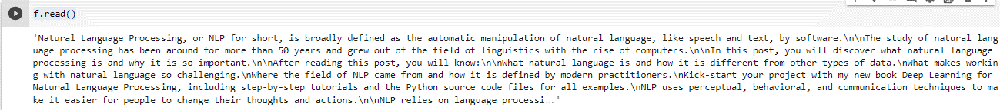 f.read()
'Natural Language Processing, or NLP for short, is broadly defined as the automatic manipulation of natural language, like speech and text, by software.\n\nThe study of natural lang
uage processing has been around for more than 50 years and grew out of the field of linguistics with the rise of computers.\n\nIn this post, you will discover what natural language
processing is and why it is so important.\n\nAfter reading this post, you will know:\n\nWhat natural language is and how it is different from other types of data.\nWhat makes workin
g with natural language so challenging.\nWhere the field of NLP came from and how it is defined by modern practitioners.\nKick-start your project with my new book Deep Learning for
Natural Language Processing, including step-by-step tutorials and the Python source code files for all examples.\nNLP uses perceptual, behavioral, and communication techniques to ma
ke it easier for people to change their thoughts and actions.\n\nNLP relies on language processi…'